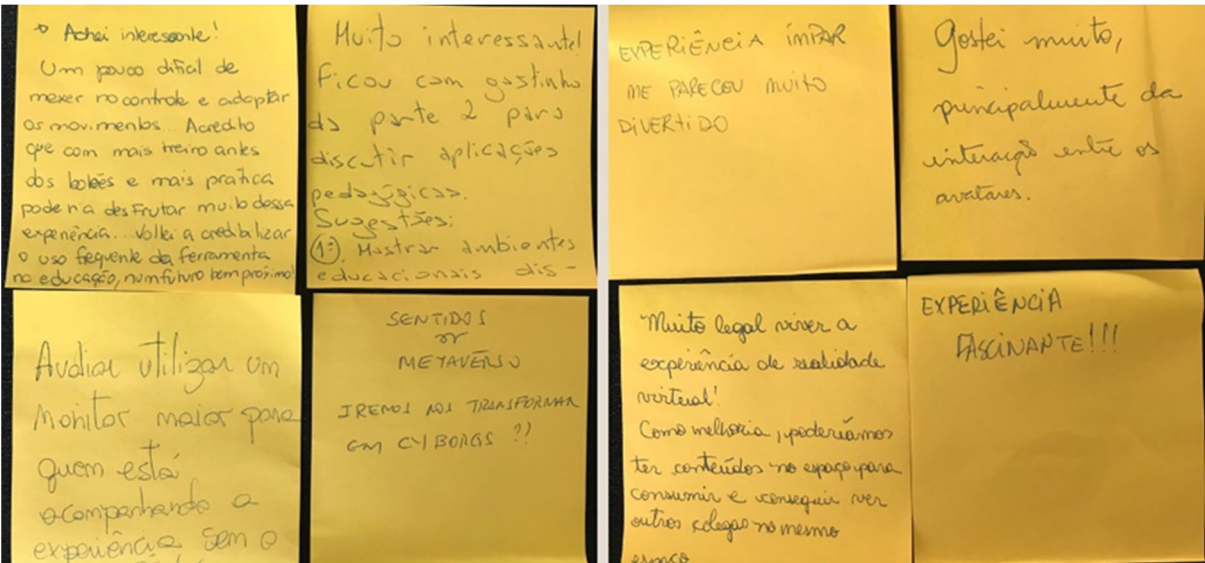 Achei interessante!
Um pouco difícil de
mexer no controle e adaptar
os movimentos... Acredito
que com mais treino antes
dos botões e mais prática
poderia desfrutar muito dessa
experiência... Voltei a credibilizar
o uso frequente da ferramenta
na educação, num futuro bem próximo!
Muito interessante!
Ficou com gostinho
da parte 2 para
discutir aplicações
pedagógicas.
Sugestões:
1ª. Mostrar ambientes
educacionais dis-
Avaliar utilizar um
monitor maior para
quem está
acompanhando a
experiência sem o
SENTIDOS
METAVERSO
IREMOS NOS TRANSFORMAR
EM CYBORGS ??
EXPERIÊNCIA ÍMPAR
ME PARECEU MUITO
DIVERTIDO
Gostei muito,
principalmente da
interação entre os
avatares.
Muito legal viver a
experiência de realidade
virtual!
Como melhoria, poderíamos
ter conteúdos no espaço para
consumir e conseguir ver
outros colegas no mesmo
espaço
EXPERIÊNCIA
FASCINANTE!!!